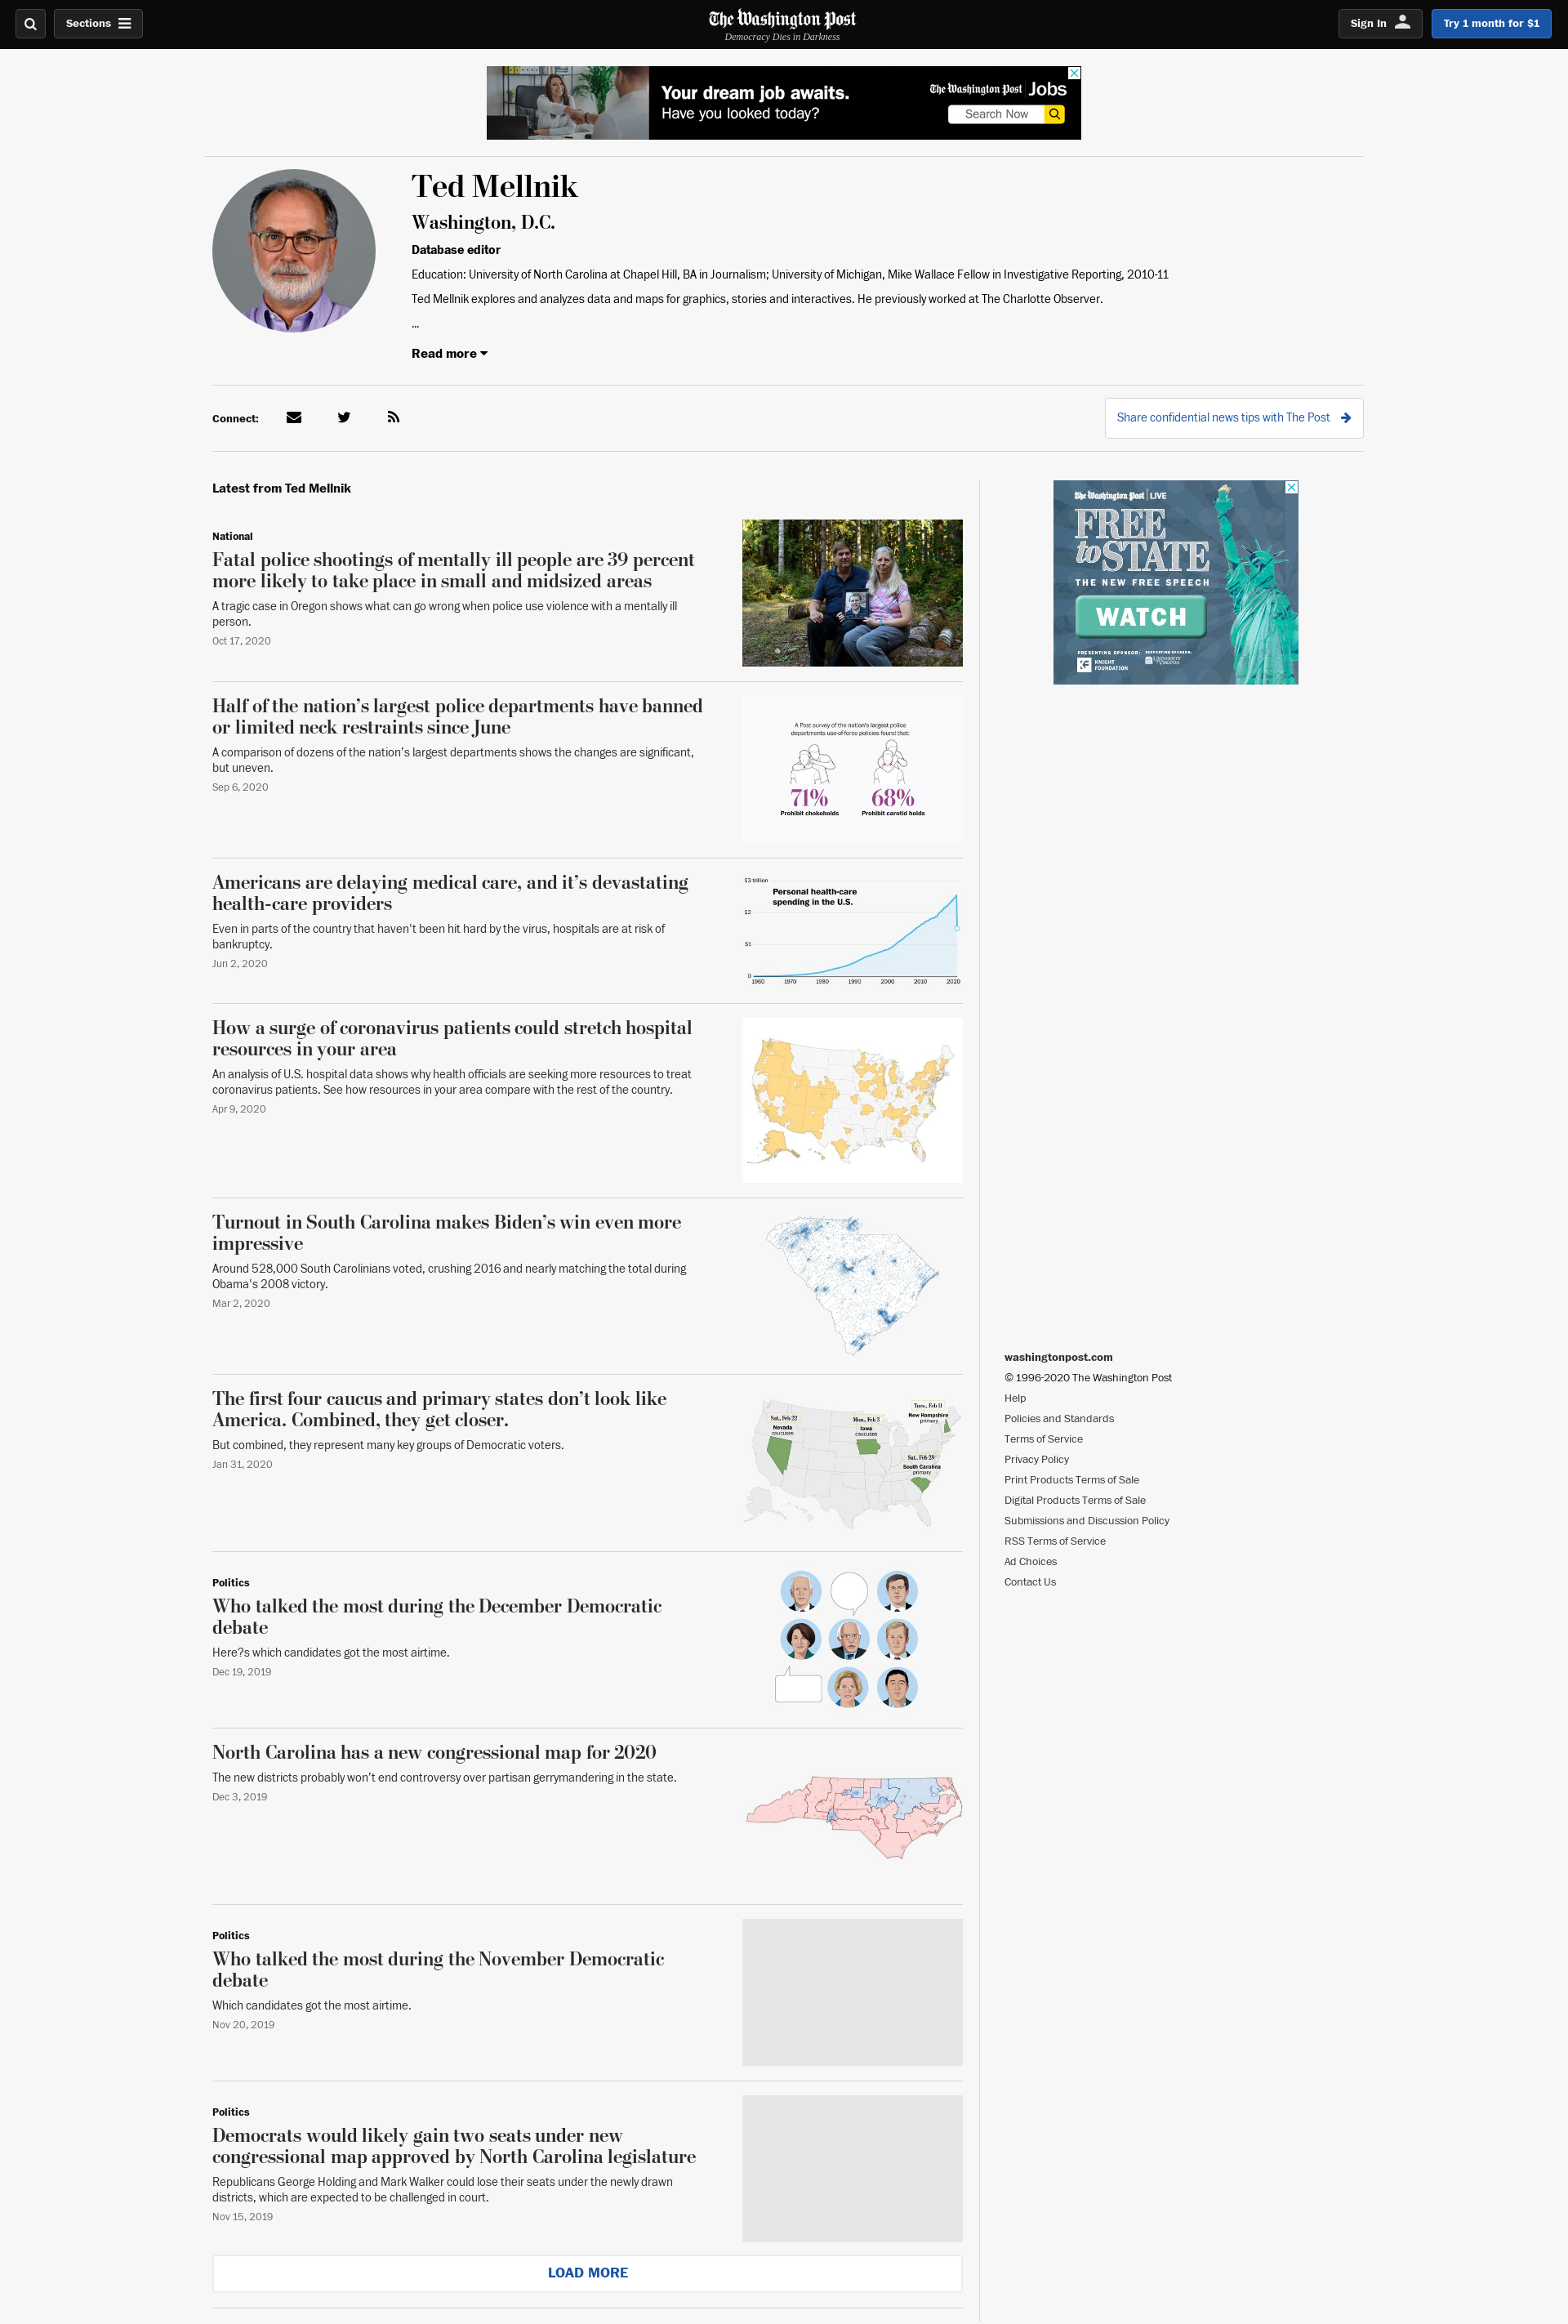 Sections
The Washington Post
Democracy Dies in Darkness
Sign In
Try 1 month for $1
Your dream job awaits.
Have you looked today?
The Washington Post Jobs
Search Now
Ted Mellnik
Washington, D.C.
Database editor
Education: University of North Carolina at Chapel Hill, BA in Journalism; University of Michigan, Mike Wallace Fellow in Investigative Reporting, 2010-11
Ted Mellnik explores and analyzes data and maps for graphics, stories and interactives. He previously worked at The Charlotte Observer.
...
Read more
Connect:
Share confidential news tips with The Post
Latest from Ted Mellnik
National
Fatal police shootings of mentally ill people are 39 percent
more likely to take place in small and midsized areas
A tragic case in Oregon shows what can go wrong when police use violence with a mentally ill
person.
Oct 17, 2020
Half of the nation’s largest police departments have banned
or limited neck restraints since June
A comparison of dozens of the nation’s largest departments shows the changes are significant,
but uneven.
Sep 6, 2020
A Post survey of the nation's largest police
departments use-of-force policies found that:
71%
Prohibit chokeholds
68%
Prohibit carotid holds
Americans are delaying medical care, and it’s devastating
health-care providers
Even in parts of the country that haven't been hit hard by the virus, hospitals are at risk of
bankruptcy.
Jun 2, 2020
$3 trillion
Personal health-care
spending in the U.S.
$2
$1
0
1960 1970 1980 1990 2000 2010 2020
How a surge of coronavirus patients could stretch hospital
resources in your area
An analysis of U.S. hospital data shows why health officials are seeking more resources to treat
coronavirus patients. See how resources in your area compare with the rest of the country.
Apr 9, 2020
Turnout in South Carolina makes Biden’s win even more
impressive
Around 528,000 South Carolinians voted, crushing 2016 and nearly matching the total during
Obama's 2008 victory.
Mar 2, 2020
The first four caucus and primary states don’t look like
America. Combined, they get closer.
But combined, they represent many key groups of Democratic voters.
Jan 31, 2020
Sat., Feb 22
Nevada
caucuses
Mon., Feb 3
Iowa
caucuses
Tues., Feb 11
New Hampshire
primary
Sat., Feb 29
South Carolina
primary
Politics
Who talked the most during the December Democratic
debate
Here?s which candidates got the most airtime.
Dec 19, 2019
North Carolina has a new congressional map for 2020
The new districts probably won’t end controversy over partisan gerrymandering in the state.
Dec 3, 2019
Politics
Who talked the most during the November Democratic
debate
Which candidates got the most airtime.
Nov 20, 2019
Politics
Democrats would likely gain two seats under new
congressional map approved by North Carolina legislature
Republicans George Holding and Mark Walker could lose their seats under the newly drawn
districts, which are expected to be challenged in court.
Nov 15, 2019
LOAD MORE
The Washington Post LIVE
FREE
to STATE
THE NEW FREE SPEECH
WATCH
PRESENTING SPONSOR:
KNIGHT
FOUNDATION
SUPPORTING SPONSOR:
UNIVERSITY
of VIRGINIA
washingtonpost.com
© 1996-2020 The Washington Post
Help
Policies and Standards
Terms of Service
Privacy Policy
Print Products Terms of Sale
Digital Products Terms of Sale
Submissions and Discussion Policy
RSS Terms of Service
Ad Choices
Contact Us